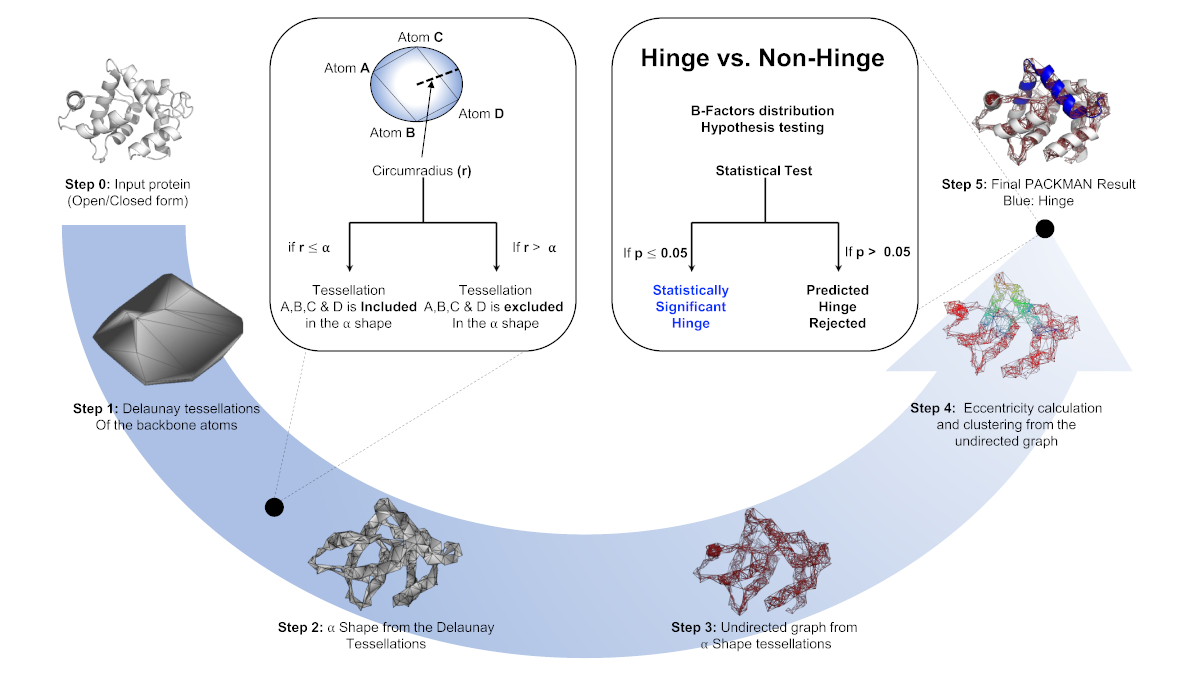 Step 0: Input protein
(Open/Closed form)
Step 1: Delaunay tessellations
Of the backbone atoms
Atom C
Atom A
Atom D
Atom B
Circumradius (r)
if r ≤ α
If r > α
Tessellation
A,B,C & D is Included
in the α shape
Tessellation
A,B,C & D is excluded
In the α shape
Step 2: α Shape from the Delaunay
Tessellations
Step 3: Undirected graph from
α Shape tessellations
Hinge vs. Non-Hinge
B-Factors distribution
Hypothesis testing
Statistical Test
If p ≤ 0.05
If p > 0.05
Statistically
Significant
Hinge
Predicted
Hinge
Rejected
Step 4: Eccentricity calculation
and clustering from the
undirected graph
Step 5: Final PACKMAN Result
Blue: Hinge